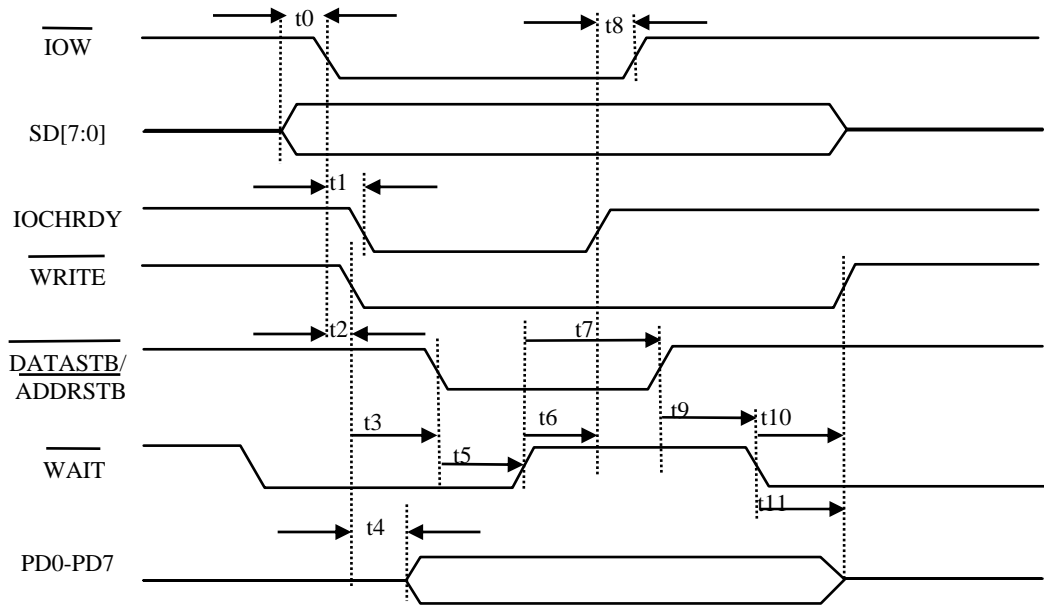 t0
t8
IOW
SD[7:0]
t1
IOCHRDY
WRITE
t2
t7
DATASTB/
ADDRSTB
t3
t6
t9
t10
t5
WAIT
t11
t4
PD0-PD7